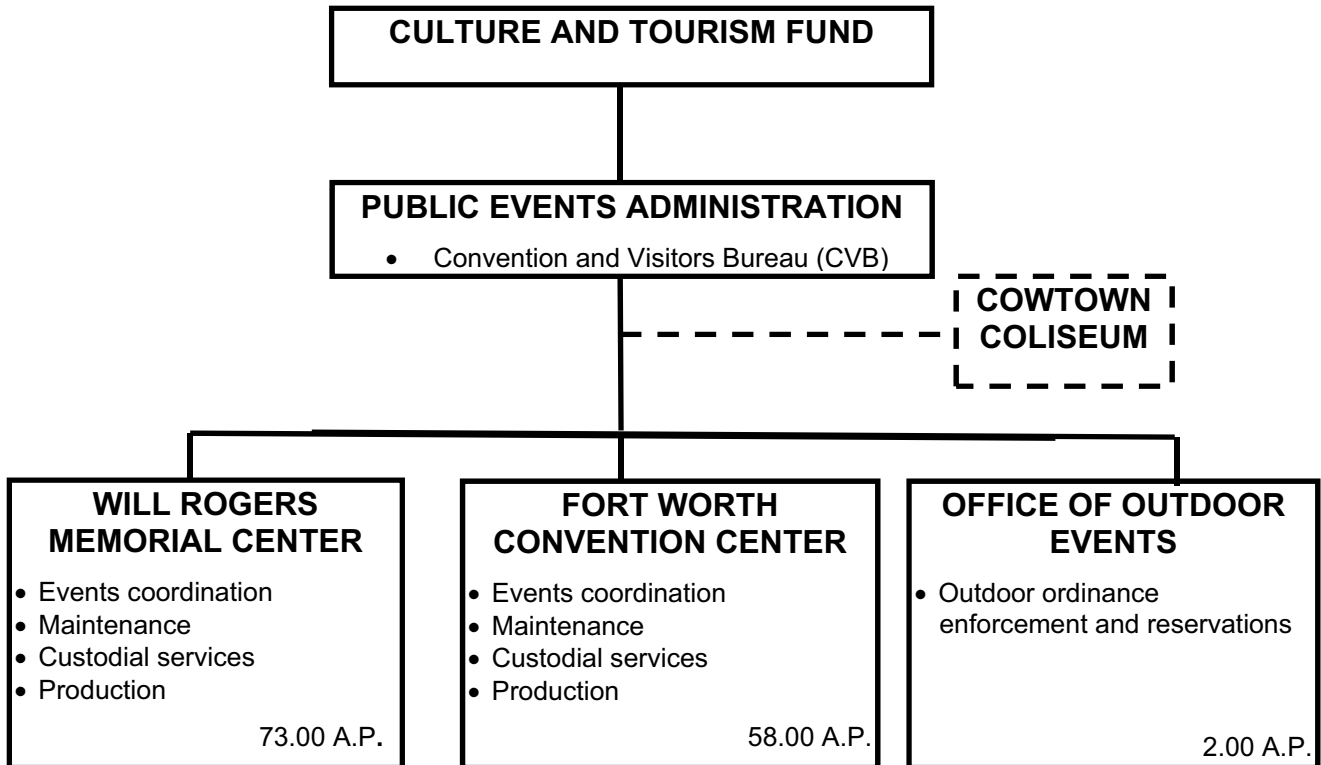 CULTURE AND TOURISM FUND
PUBLIC EVENTS ADMINISTRATION
• Convention and Visitors Bureau (CVB)
COWTOWN
COLISEUM
WILL ROGERS
MEMORIAL CENTER
• Events coordination
• Maintenance
• Custodial services
• Production
73.00 A.P.
FORT WORTH
CONVENTION CENTER
• Events coordination
• Maintenance
• Custodial services
• Production
58.00 A.P.
OFFICE OF OUTDOOR
EVENTS
• Outdoor ordinance
enforcement and reservations
2.00 A.P.